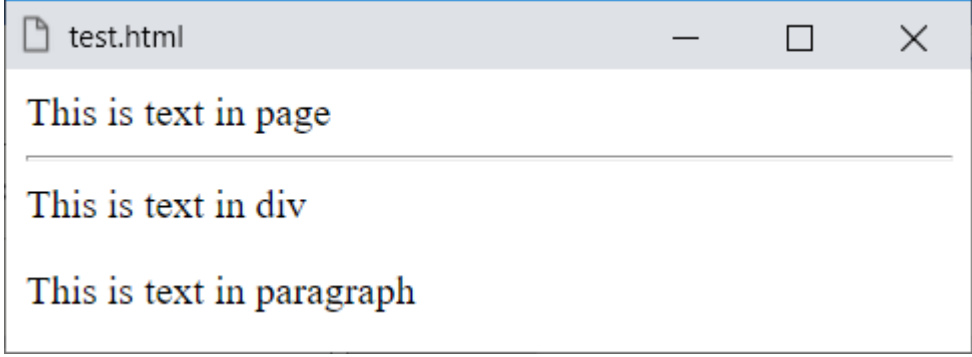 test.html
This is text in page
This is text in div
This is text in paragraph